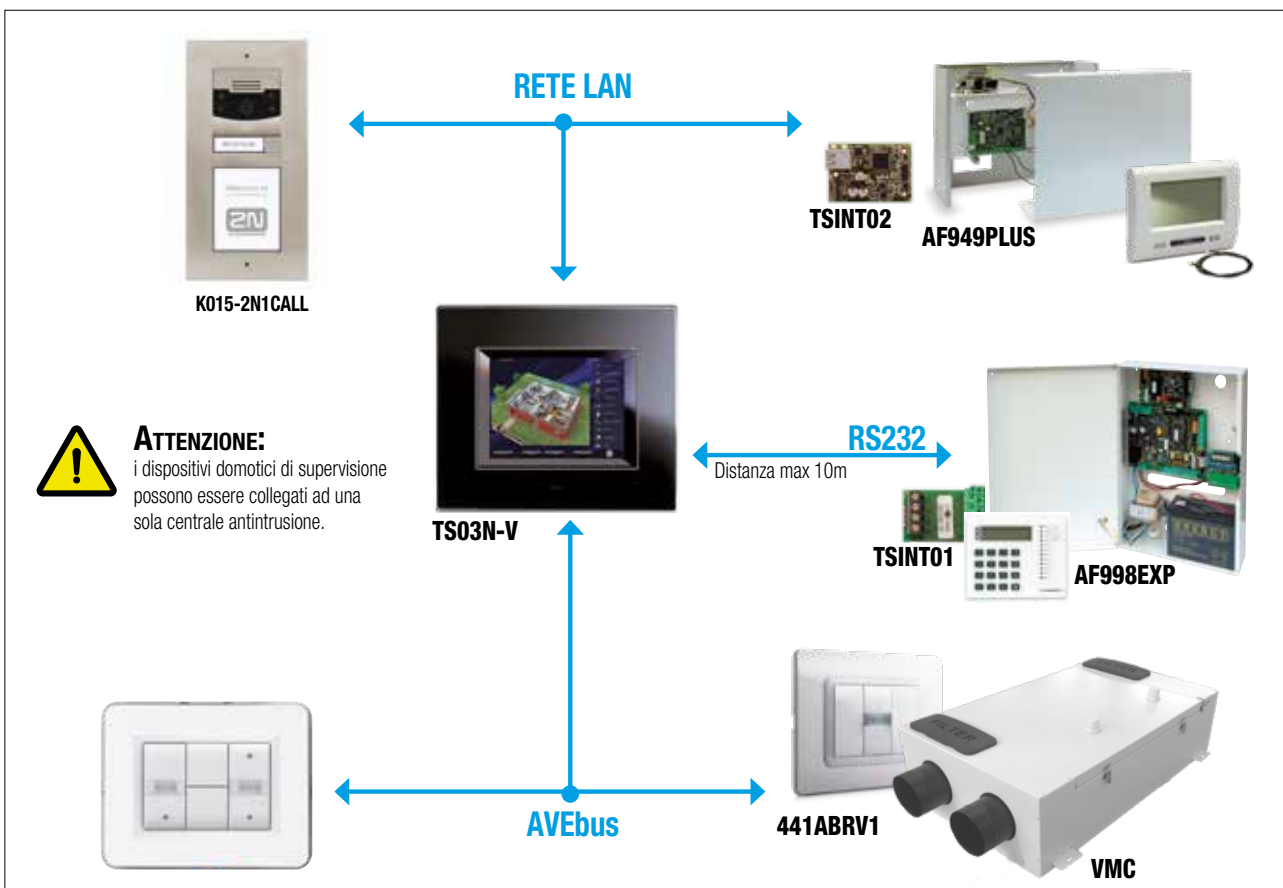 RETE LAN
TSINT02
AF949PLUS
K015-2N1CALL
2N
ATTENZIONE:
i dispositivi domotici di supervisione
possono essere collegati ad una
sola centrale antintrusione.
TS03N-V
RS232
Distanza max 10m
TSINT01
AF998EXP
AVEbus
441ABRV1
FILTER
FILTER
VMC